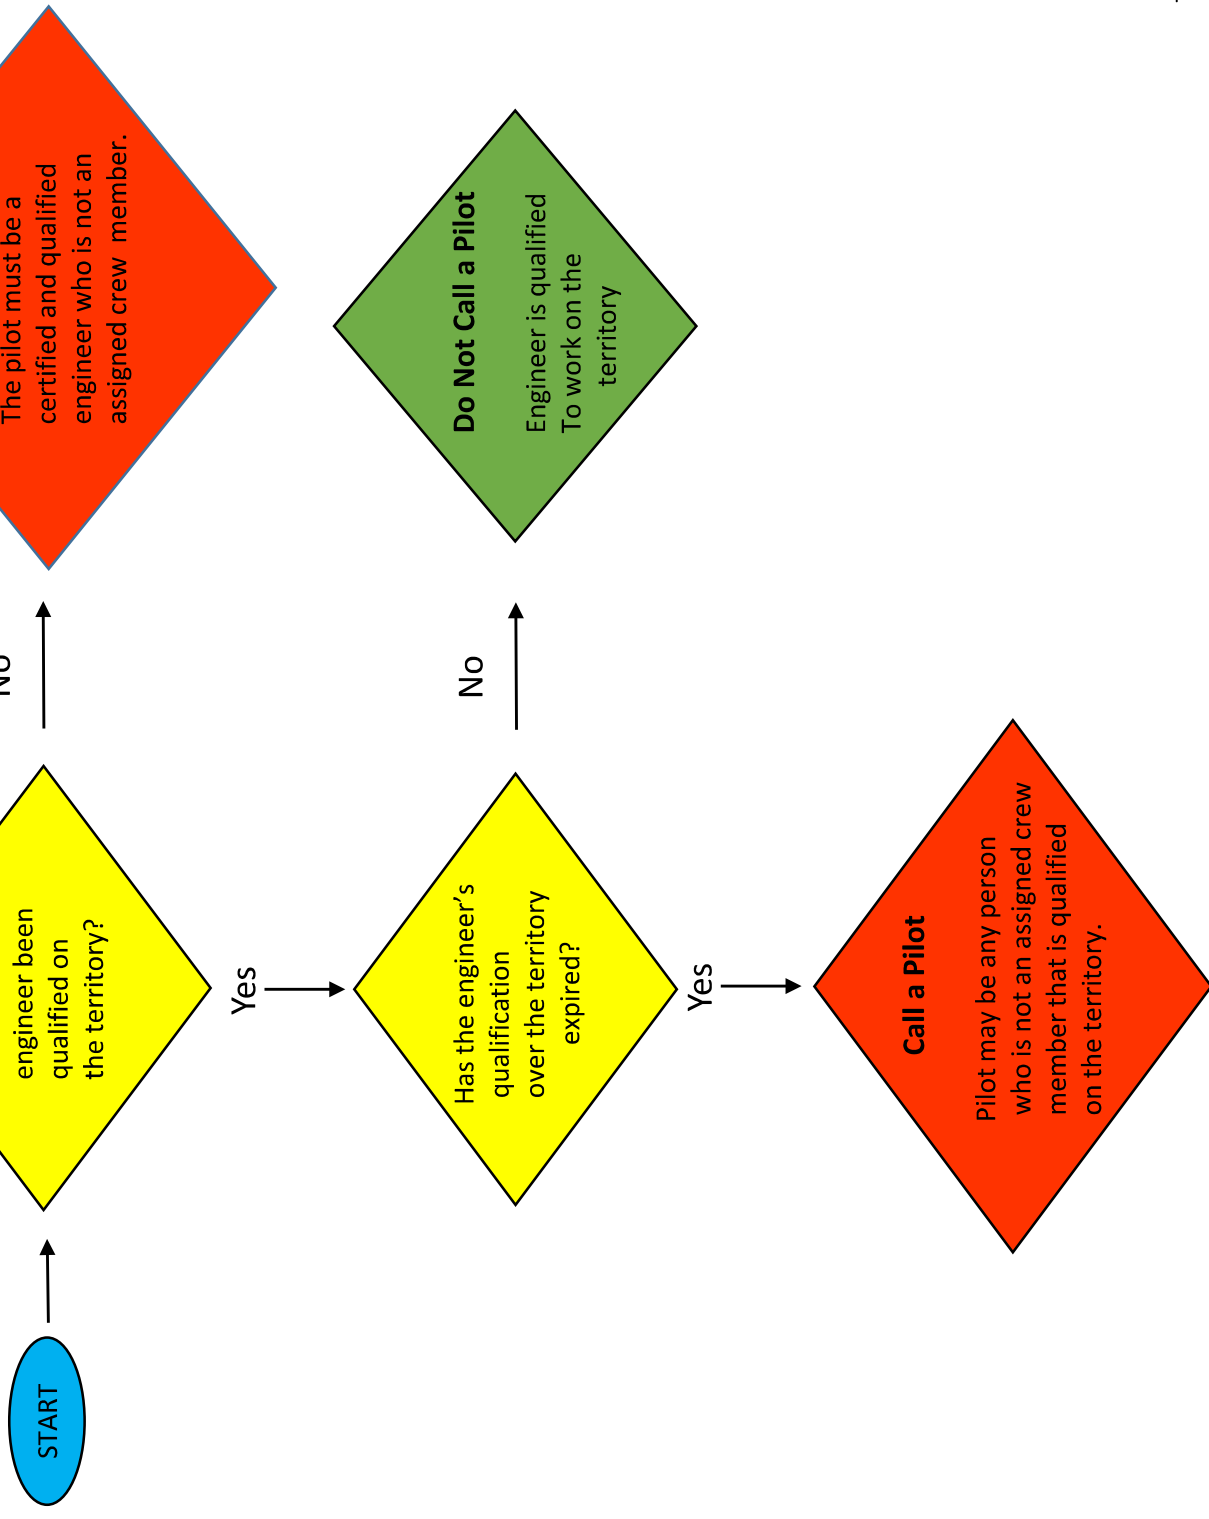 START
engineer been
qualified on
the territory?
No
The pilot must be a
certified and qualified
engineer who is not an
assigned crew member.
Yes
Has the engineer’s
qualification
over the territory
expired?
No
Do Not Call a Pilot
Engineer is qualified
To work on the
territory
Yes
Call a Pilot
Pilot may be any person
who is not an assigned crew
member that is qualified
on the territory.